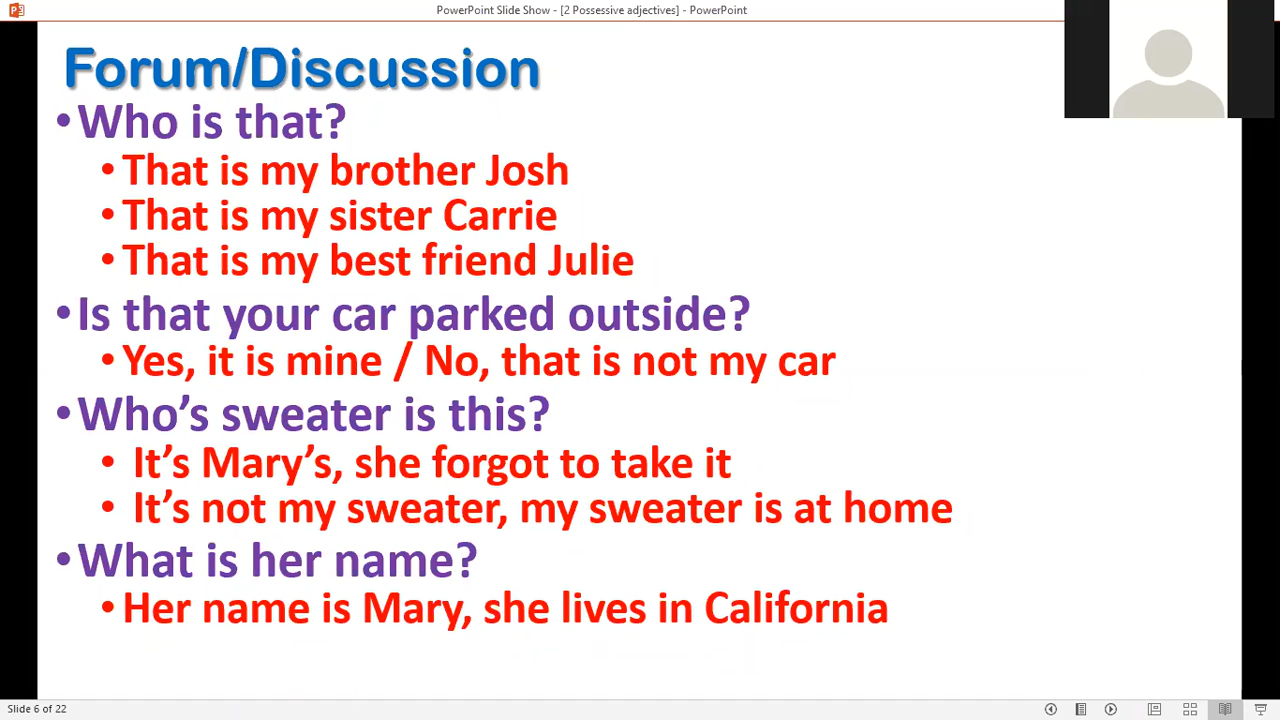 PowerPoint Slide Show - [2 Possessive adjectives] - PowerPoint
Forum/Discussion
•Who is that?
•That is my brother Josh
•That is my sister Carrie
•That is my best friend Julie
•Is that your car parked outside?
•Yes, it is mine / No, that is not my car
•Who’s sweater is this?
• It’s Mary’s, she forgot to take it
• It’s not my sweater, my sweater is at home
•What is her name?
•Her name is Mary, she lives in California
Slide 6 of 22